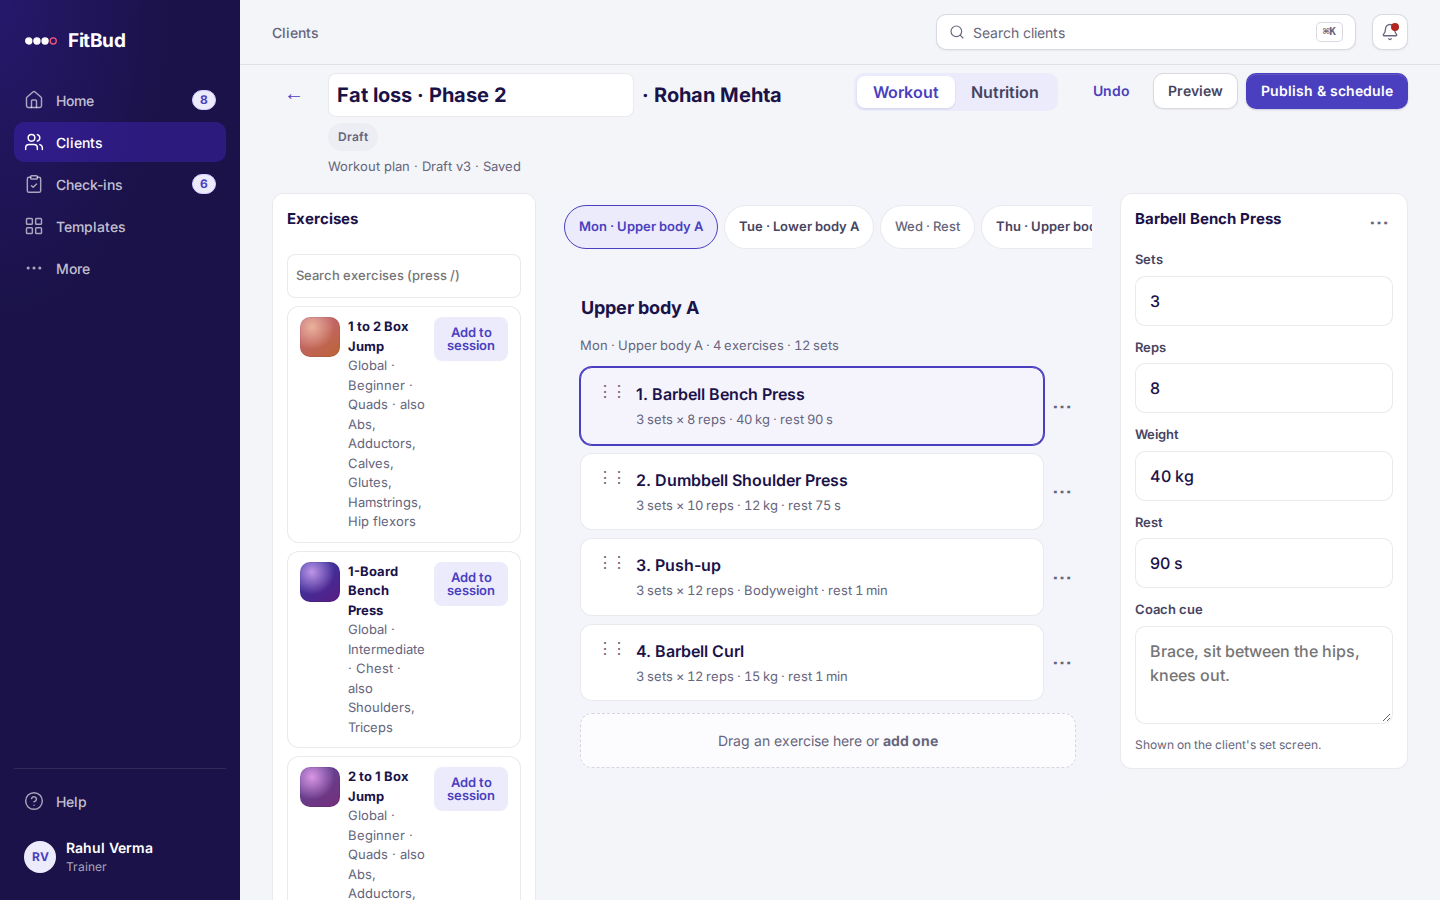 FitBud
Home 8
Clients
Check-ins 6
Templates
More
Help
RV
Rahul Verma
Trainer
Clients
Search clients ⌘K
← Fat loss · Phase 2 · Rohan Mehta
Draft
Workout plan · Draft v3 · Saved
Workout Nutrition
Undo Preview Publish & schedule
Exercises
Search exercises (press /)
1 to 2 Box
Jump
Global ·
Beginner ·
Quads · also
Abs,
Adductors,
Calves,
Glutes,
Hamstrings,
Hip flexors
Add to
session
1-Board
Bench
Press
Global ·
Intermediate
· Chest ·
also
Shoulders,
Triceps
Add to
session
2 to 1 Box
Jump
Global ·
Beginner ·
Quads · also
Abs,
Adductors,
Add to
session
Mon · Upper body A Tue · Lower body A Wed · Rest Thu · Upper
Upper body A
Mon · Upper body A · 4 exercises · 12 sets
1. Barbell Bench Press
3 sets × 8 reps · 40 kg · rest 90 s
2. Dumbbell Shoulder Press
3 sets × 10 reps · 12 kg · rest 75 s
3. Push-up
3 sets × 12 reps · Bodyweight · rest 1 min
4. Barbell Curl
3 sets × 12 reps · 15 kg · rest 1 min
Drag an exercise here or add one
Barbell Bench Press
Sets
3
Reps
8
Weight
40 kg
Rest
90 s
Coach cue
Brace, sit between the hips,
knees out.
Shown on the client's set screen.